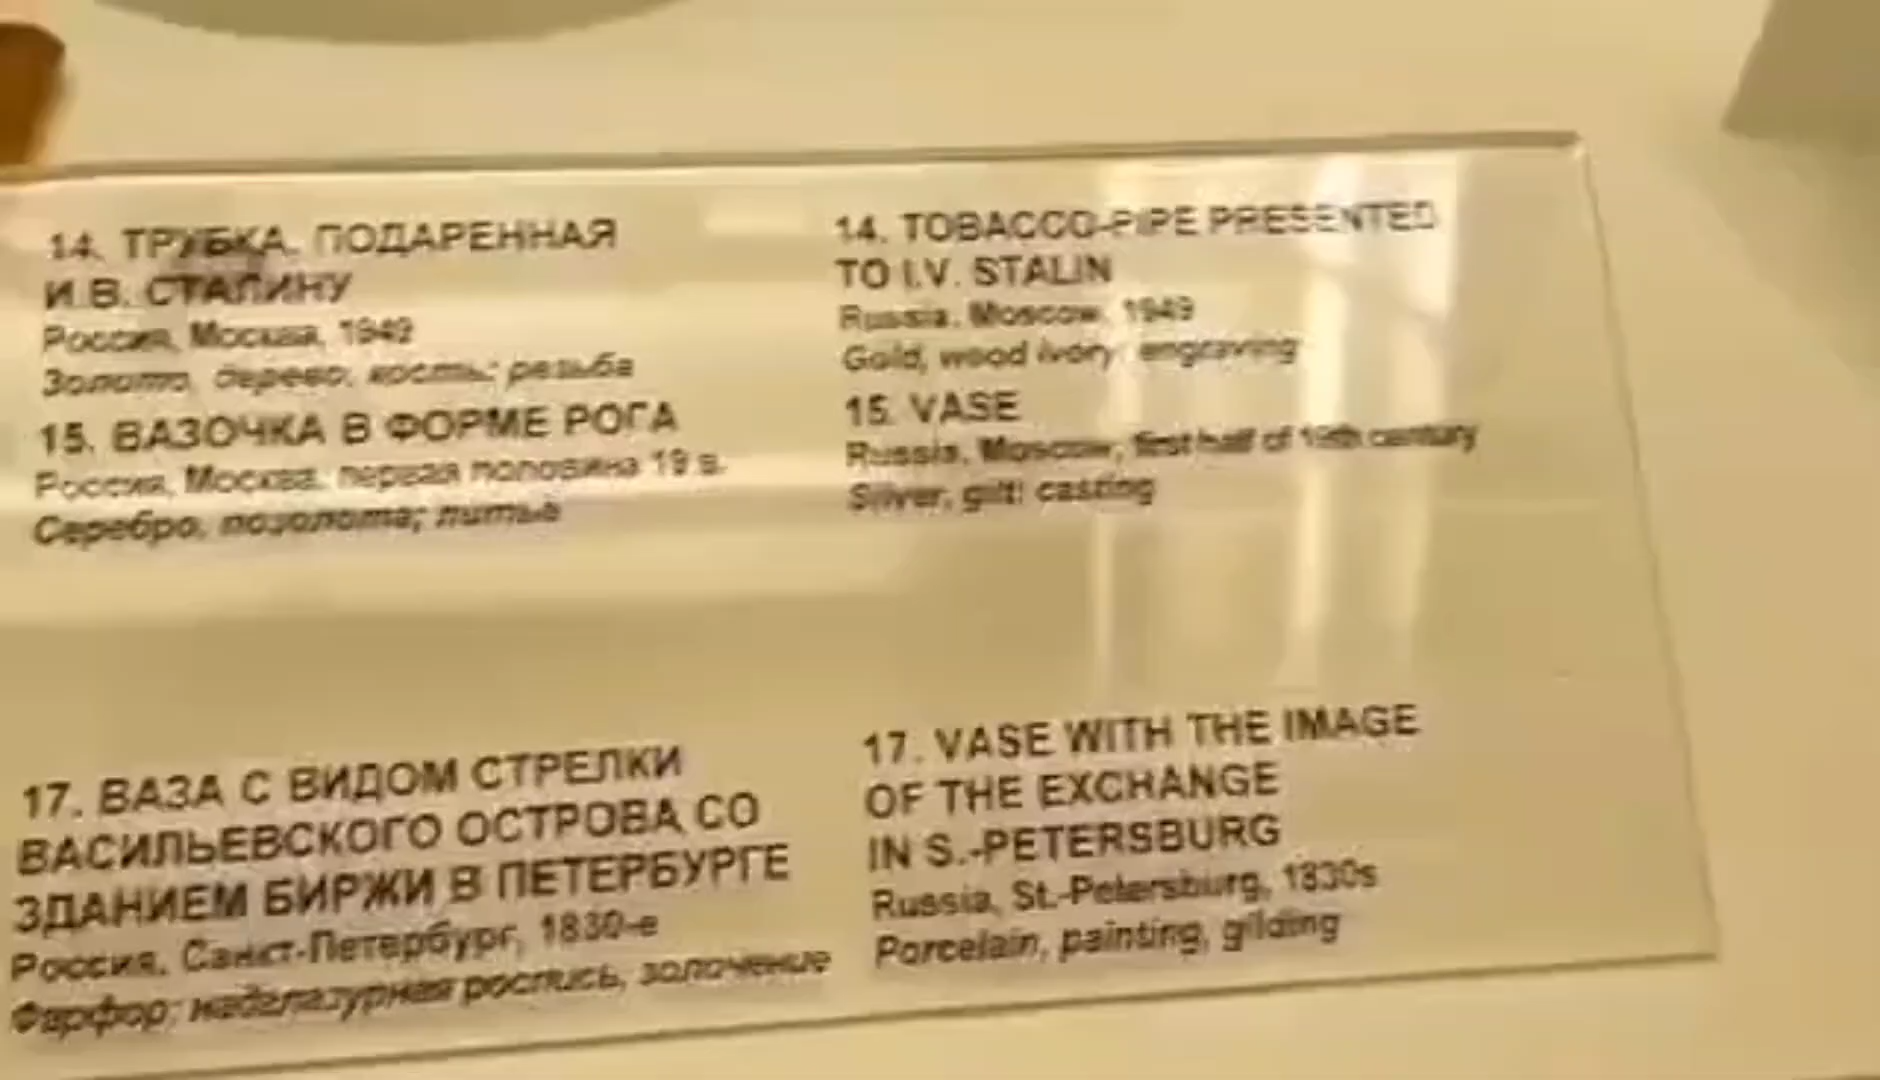 14. ТРУБКА, ПОДАРЕННАЯ
И.В. СТАЛИНУ
Россия, Москва, 1949
Золото, дерево, кость; резьба
15. ВАЗОЧКА В ФОРМЕ РОГА
Россия, Москва, первая половина 19 в.
Серебро, позолота; литье
17. ВАЗА С ВИДОМ СТРЕЛКИ
ВАСИЛЬЕВСКОГО ОСТРОВА СО
ЗДАНИЕМ БИРЖИ В ПЕТЕРБУРГЕ
Россия, Санкт-Петербург, 1830-е
Фарфор; надглазурная роспись, золочение
14. TOBACCO-PIPE PRESENTED
TO I.V. STALIN
Russia, Moscow, 1949
Gold, wood ivory; engraving
15. VASE
Russia, Moscow, first half of 19th century
Silver, gilt; casting
17. VASE WITH THE IMAGE
OF THE EXCHANGE
IN S.-PETERSBURG
Russia, St.-Petersburg, 1830s
Porcelain, painting, gilding